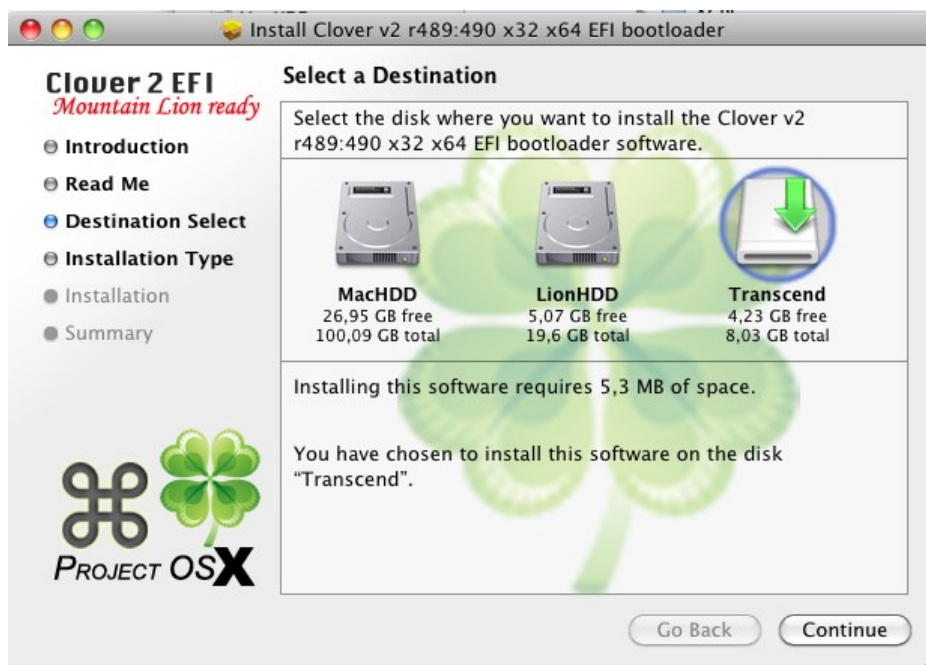 Install Clover v2 r489:490 x32 x64 EFI bootloader
Clover 2 EFI
Mountain Lion ready
Introduction
Read Me
Destination Select
Installation Type
Installation
Summary
PROJECT OSX
Select a Destination
Select the disk where you want to install the Clover v2
r489:490 x32 x64 EFI bootloader software.
MacHDD
26,95 GB free
100,09 GB total
LionHDD
5,07 GB free
19,6 GB total
Transcend
4,23 GB free
8,03 GB total
Installing this software requires 5,3 MB of space.
You have chosen to install this software on the disk
“Transcend”.
Go Back
Continue